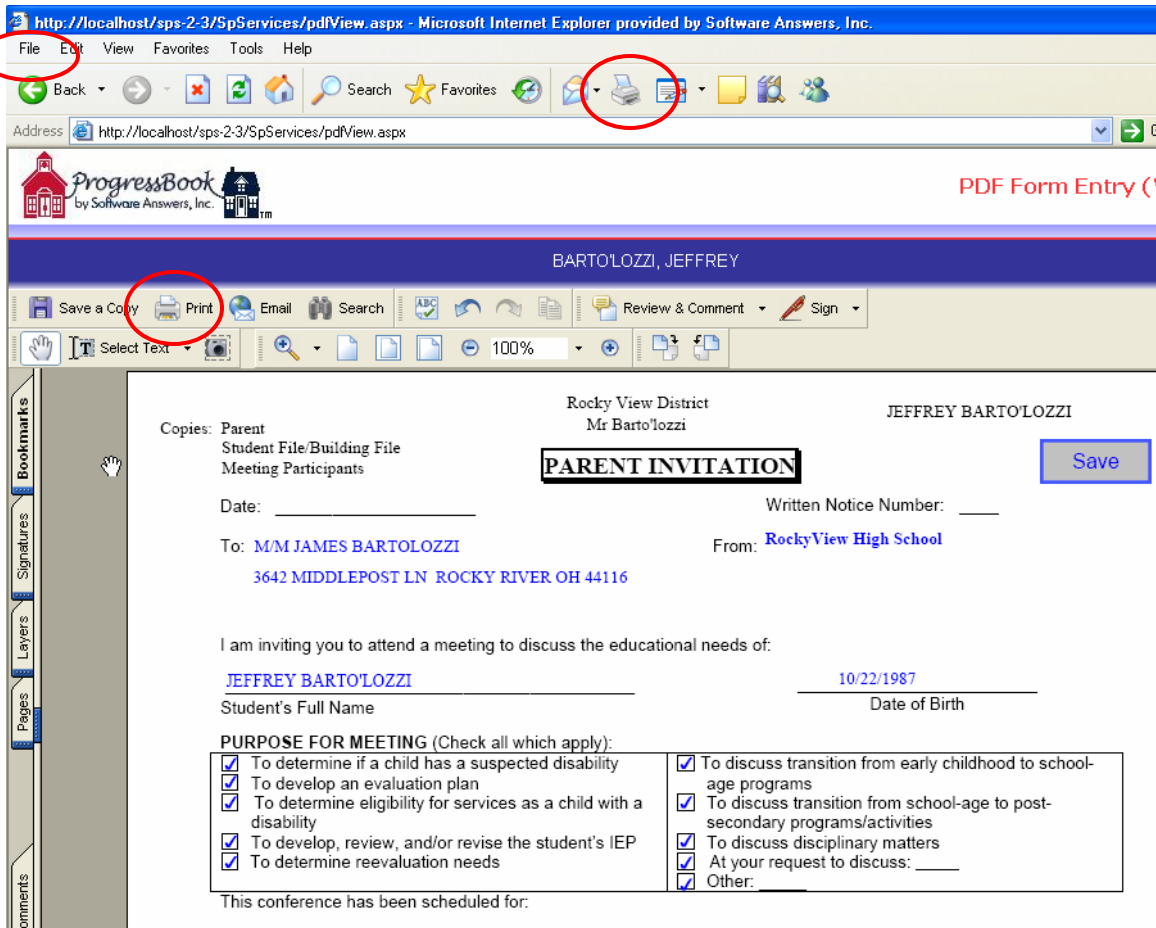 http://localhost/sps-2-3/SpServices/pdfView.aspx - Microsoft Internet Explorer provided by Software Answers, Inc.
File Edit View Favorites Tools Help
Back Search Favorites
Address http://localhost/sps-2-3/SpServices/pdfView.aspx
ProgressBook
by Software Answers, Inc. TM
PDF Form Entry (
BARTO'LOZZI, JEFFREY
Save a Copy Print Email Search ABC Review & Comment Sign
Select Text 100%
Bookmarks
Signatures
Layers
Pages
Rocky View District
Mr Barto'lozzi
JEFFREY BARTO'LOZZI
Copies: Parent
Student File/Building File
Meeting Participants
PARENT INVITATION
Save
Date: ____
Written Notice Number: ____
To: M/M JAMES BARTOLOZZI
From: RockyView High School
3642 MIDDLEPOST LN ROCKY RIVER OH 44116
I am inviting you to attend a meeting to discuss the educational needs of:
JEFFREY BARTO'LOZZI
10/22/1987
Student's Full Name
Date of Birth
PURPOSE FOR MEETING (Check all which apply):
To determine if a child has a suspected disability
To develop an evaluation plan
To determine eligibility for services as a child with a
disability
To develop, review, and/or revise the student's IEP
To determine reevaluation needs
To discuss transition from early childhood to school-
age programs
To discuss transition from school-age to post-
secondary programs/activities
To discuss disciplinary matters
At your request to discuss: ____
Other: ____
This conference has been scheduled for: